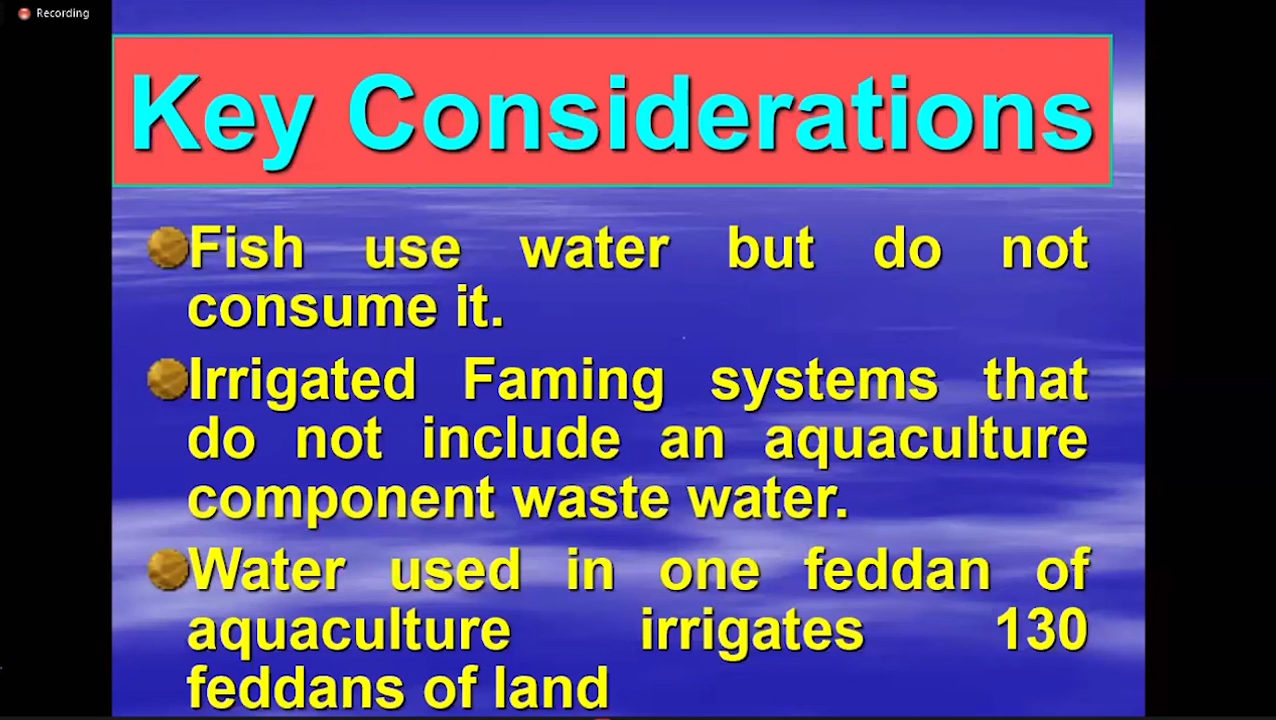 Recording
Key Considerations
Fish use water but do not
consume it.
Irrigated Faming systems that
do not include an aquaculture
component waste water.
Water used in one feddan of
aquaculture irrigates 130
feddans of land